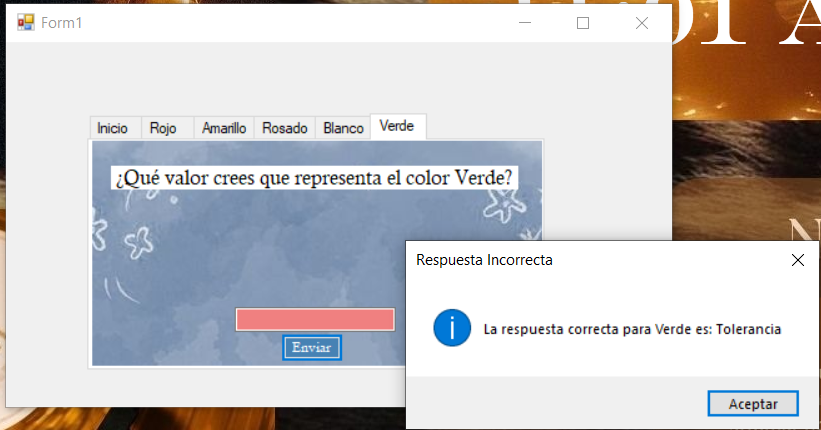 Form1
Inicio Rojo Amarillo Rosado Blanco Verde
¿Qué valor crees que representa el color Verde?
Enviar
Respuesta Incorrecta
La respuesta correcta para Verde es: Tolerancia
Aceptar